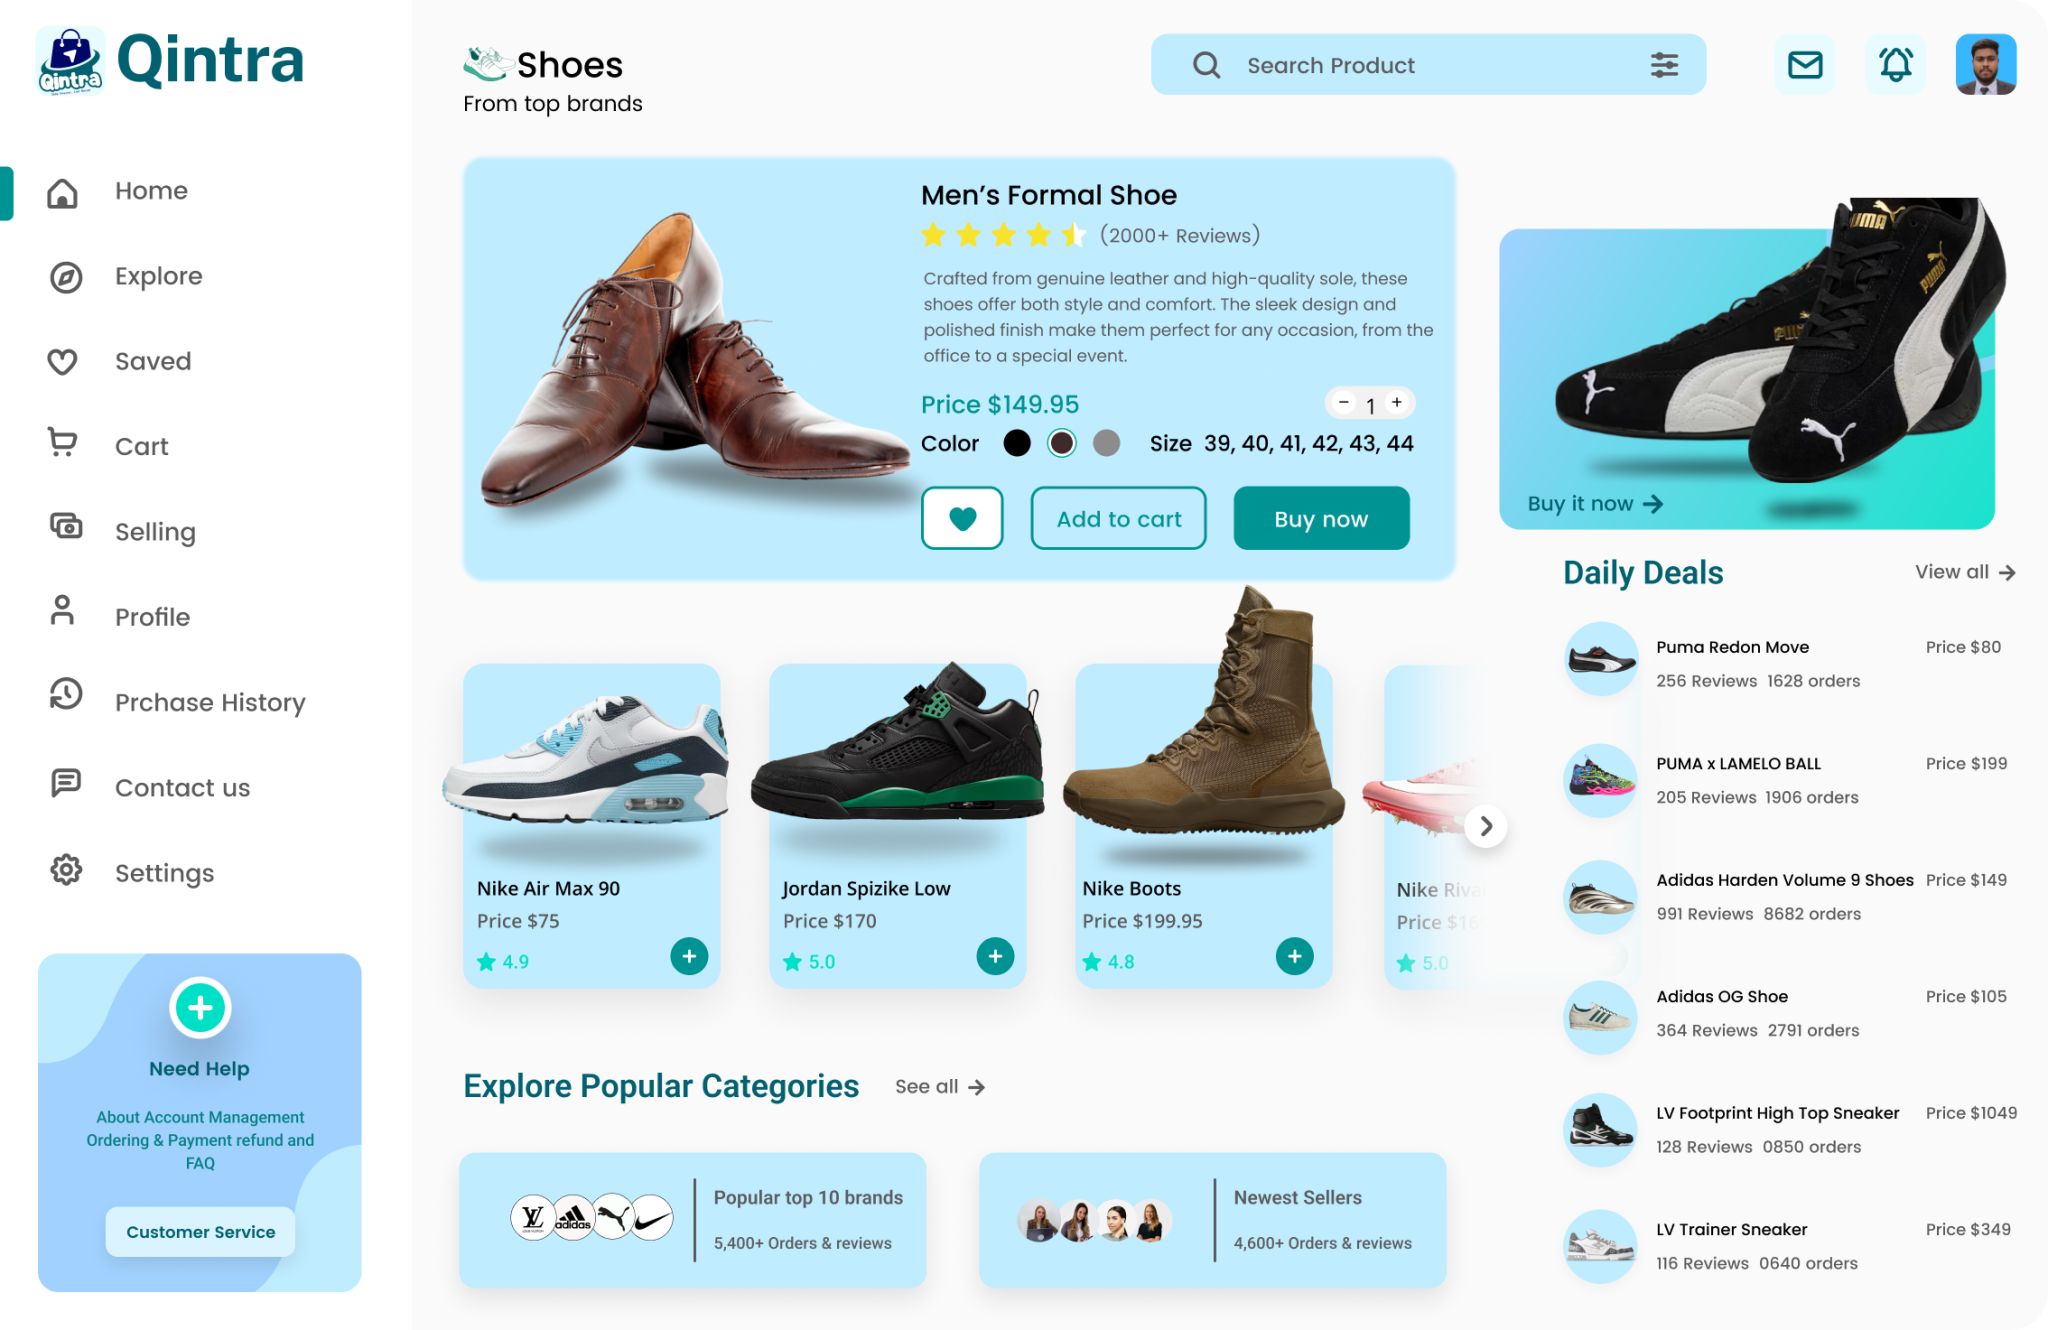 Qintra
Qintra
Home
Explore
Saved
Cart
Selling
Profile
Prchase History
Contact us
Settings
Need Help
About Account Management
Ordering & Payment refund and
FAQ
Customer Service
Shoes
From top brands
Search Product
Men’s Formal Shoe
(2000+ Reviews)
Crafted from genuine leather and high-quality sole, these
shoes offer both style and comfort. The sleek design and
polished finish make them perfect for any occasion, from the
office to a special event.
Price $149.95
− 1 +
Color
Size 39, 40, 41, 42, 43, 44
Add to cart
Buy now
PUMA
PUMA
PUMA
Buy it now
Nike Air Max 90
Price $75
4.9
Jordan Spizike Low
Price $170
5.0
Nike Boots
Price $199.95
4.8
Nike
Price
5.0
Explore Popular Categories
See all
LV
LOUIS VUITTON
adidas
Popular top 10 brands
5,400+ Orders & reviews
Newest Sellers
4,600+ Orders & reviews
Daily Deals
View all
Puma Redon Move
Price $80
256 Reviews 1628 orders
PUMA x LAMELO BALL
Price $199
205 Reviews 1906 orders
Adidas Harden Volume 9 Shoes
Price $149
991 Reviews 8682 orders
Adidas OG Shoe
Price $105
364 Reviews 2791 orders
LV Footprint High Top Sneaker
Price $1049
128 Reviews 0850 orders
LV Trainer Sneaker
Price $349
116 Reviews 0640 orders